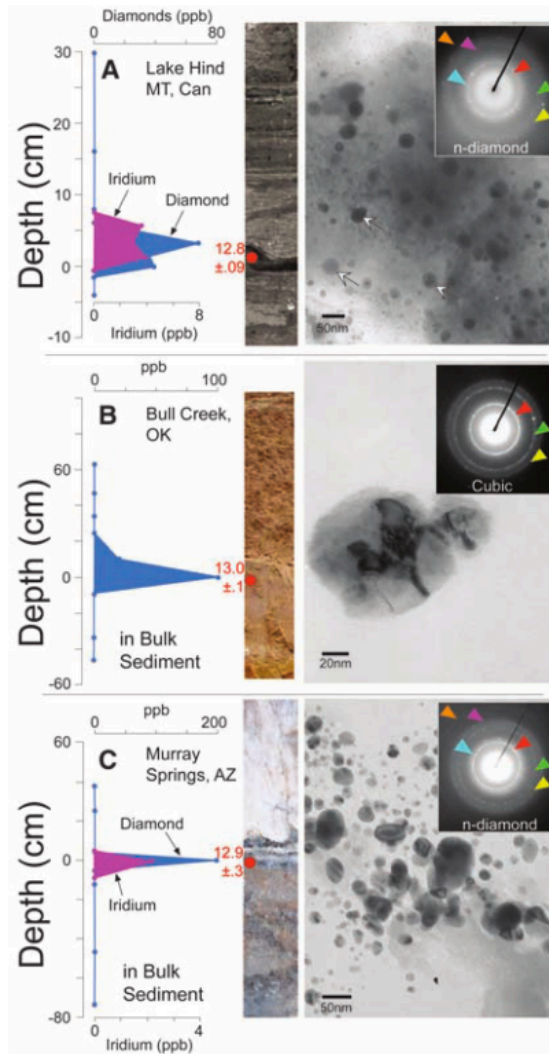 Diamonds (ppb)
0 80
A
Lake Hind
MT, Can
Depth (cm)
30
20
10
0
-10
Iridium
Diamond
12.8
±.09
0 8
Iridium (ppb)
n-diamond
50nm
ppb
0 100
B
Bull Creek,
OK
Depth (cm)
60
0
-60
13.0
±.1
in Bulk
Sediment
Cubic
20nm
ppb
0 200
C
Murray
Springs, AZ
Depth (cm)
60
0
-80
Diamond
12.9
±.3
Iridium
in Bulk
Sediment
0 4
Iridium (ppb)
n-diamond
50nm